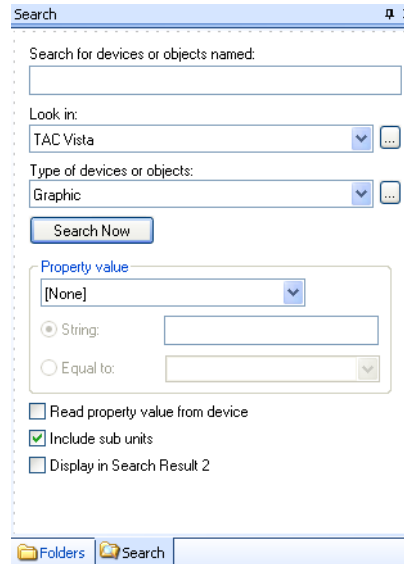 Search
Search for devices or objects named:
Look in:
TAC Vista
...
Type of devices or objects:
Graphic
...
Search Now
Property value
[None]
String:
Equal to:
Read property value from device
Include sub units
Display in Search Result 2
Folders Search